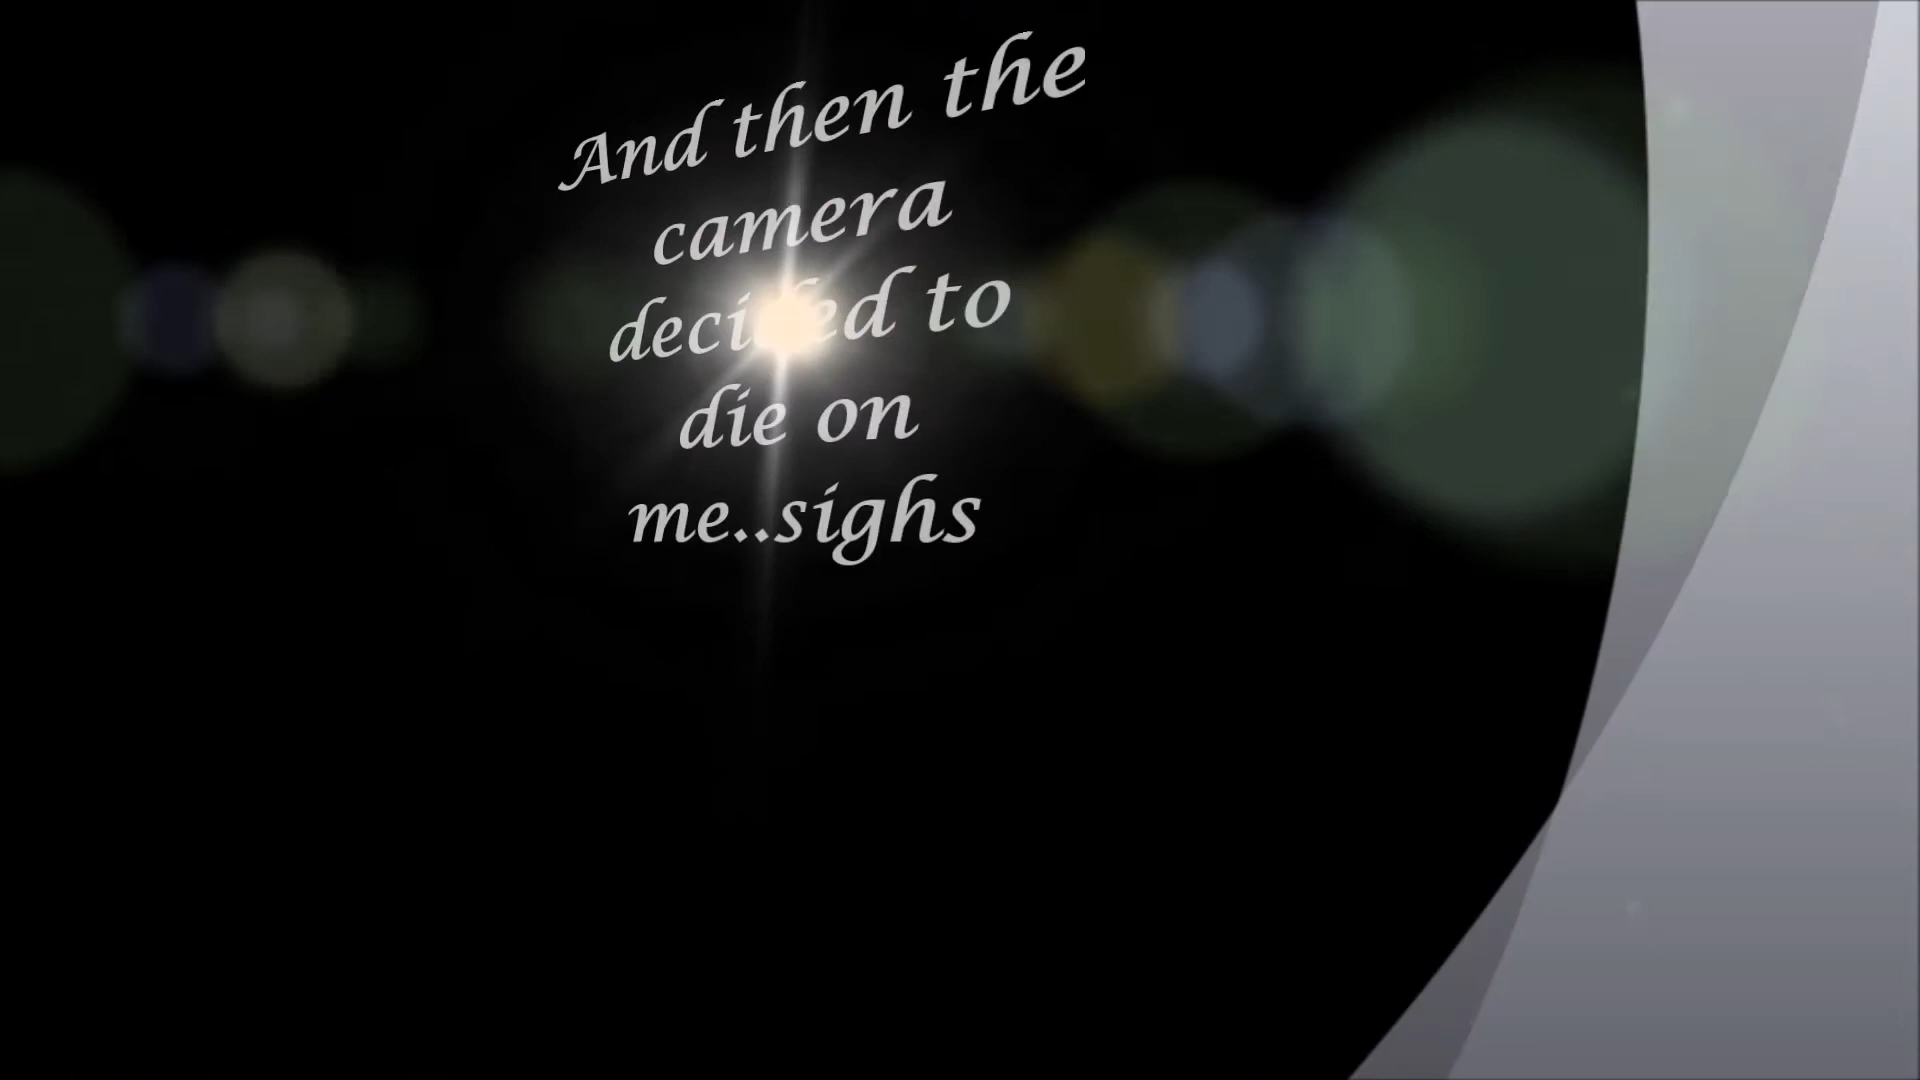 And then the
camera
decided to
die on
me..sighs